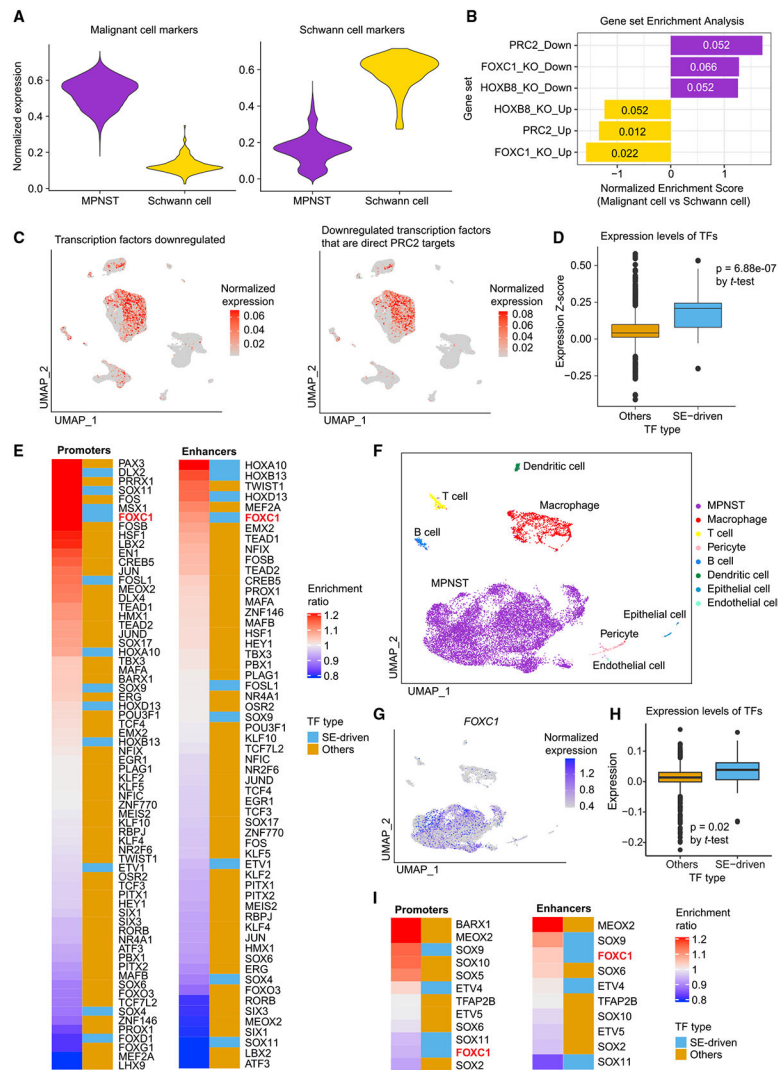 A
Malignant cell markers
Schwann cell markers
Normalized expression
0.6
0.4
0.2
0.0
MPNST
Schwann cell
0.6
0.4
0.2
0.0
MPNST
Schwann cell
B
Gene set Enrichment Analysis
Gene set
PRC2_Down
0.052
FOXC1_KO_Down
0.066
HOXB8_KO_Down
0.052
HOXB8_KO_Up
0.052
PRC2_Up
0.012
FOXC1_KO_Up
0.022
−1
0
1
Normalized Enrichment Score
(Malignant cell vs Schwann cell)
C
Transcription factors downregulated
Normalized
expression
0.06
0.04
0.02
UMAP_2
UMAP_1
Downregulated transcription factors
that are direct PRC2 targets
Normalized
expression
0.08
0.06
0.04
0.02
UMAP_2
UMAP_1
D
Expression levels of TFs
Expression Z-score
0.50
0.25
0.00
−0.25
p = 6.88e-07
by t-test
Others
SE−driven
TF type
E
Promoters
PAX3
DLX2
PRRX1
SOX11
FOS
MSX1
FOXC1
FOSB
HSF1
LBX2
EN1
CREB5
JUN
FOSL1
MEOX2
DLX4
TEAD1
HMX1
TEAD2
JUND
SOX17
HOXA10
TBX3
MAFA
BARX1
SOX9
ERG
HOXD13
POU3F1
TCF4
EMX2
HOXB13
NFIX
EGR1
PLAG1
KLF2
KLF5
NFIC
ZNF770
MEIS2
KLF10
RBPJ
KLF4
NR2F6
TWIST1
ETV1
OSR2
TCF3
PITX1
HEY1
SIX1
SIX3
RORB
NR4A1
ATF3
PBX1
PITX2
MAFB
SOX6
FOXO3
TCF7L2
SOX4
ZNF146
PROX1
FOXD1
FOXG1
MEF2A
LHX9
Enhancers
HOXA10
HOXB13
TWIST1
HOXD13
MEF2A
FOXC1
EMX2
TEAD1
NFIX
FOSB
TEAD2
CREB5
PROX1
MAFA
ZNF146
MAFB
HSF1
HEY1
TBX3
PBX1
PLAG1
FOSL1
NR4A1
OSR2
SOX9
POU3F1
KLF10
TCF7L2
NFIC
NR2F6
JUND
TCF4
EGR1
TCF3
SOX17
ZNF770
FOS
KLF5
ETV1
KLF2
PITX1
PITX2
MEIS2
RBPJ
KLF4
JUN
HMX1
SOX6
ERG
SOX4
FOXO3
RORB
SIX3
MEOX2
SIX1
SOX11
LBX2
ATF3
Enrichment
ratio
1.2
1.1
1.0
0.9
0.8
TF type
SE-driven
Others
F
Dendritic cell
T cell
Macrophage
B cell
MPNST
Epithelial cell
Pericyte
Endothelial cell
UMAP_2
UMAP_1
MPNST
Macrophage
T cell
Pericyte
B cell
Dendritic cell
Epithelial cell
Endothelial cell
G
FOXC1
Normalized
expression
1.2
0.8
0.4
UMAP_2
UMAP_1
H
Expression levels of TFs
Expression
0.1
0.0
−0.1
−0.2
p = 0.02
by t-test
Others
SE−driven
TF type
I
Promoters
BARX1
MEOX2
SOX9
SOX10
SOX5
ETV4
TFAP2B
ETV5
SOX6
SOX11
FOXC1
SOX2
Enhancers
MEOX2
SOX9
FOXC1
SOX6
ETV4
TFAP2B
SOX10
ETV5
SOX2
SOX11
Enrichment
ratio
1.2
1.1
1.0
0.9
0.8
TF type
SE-driven
Others